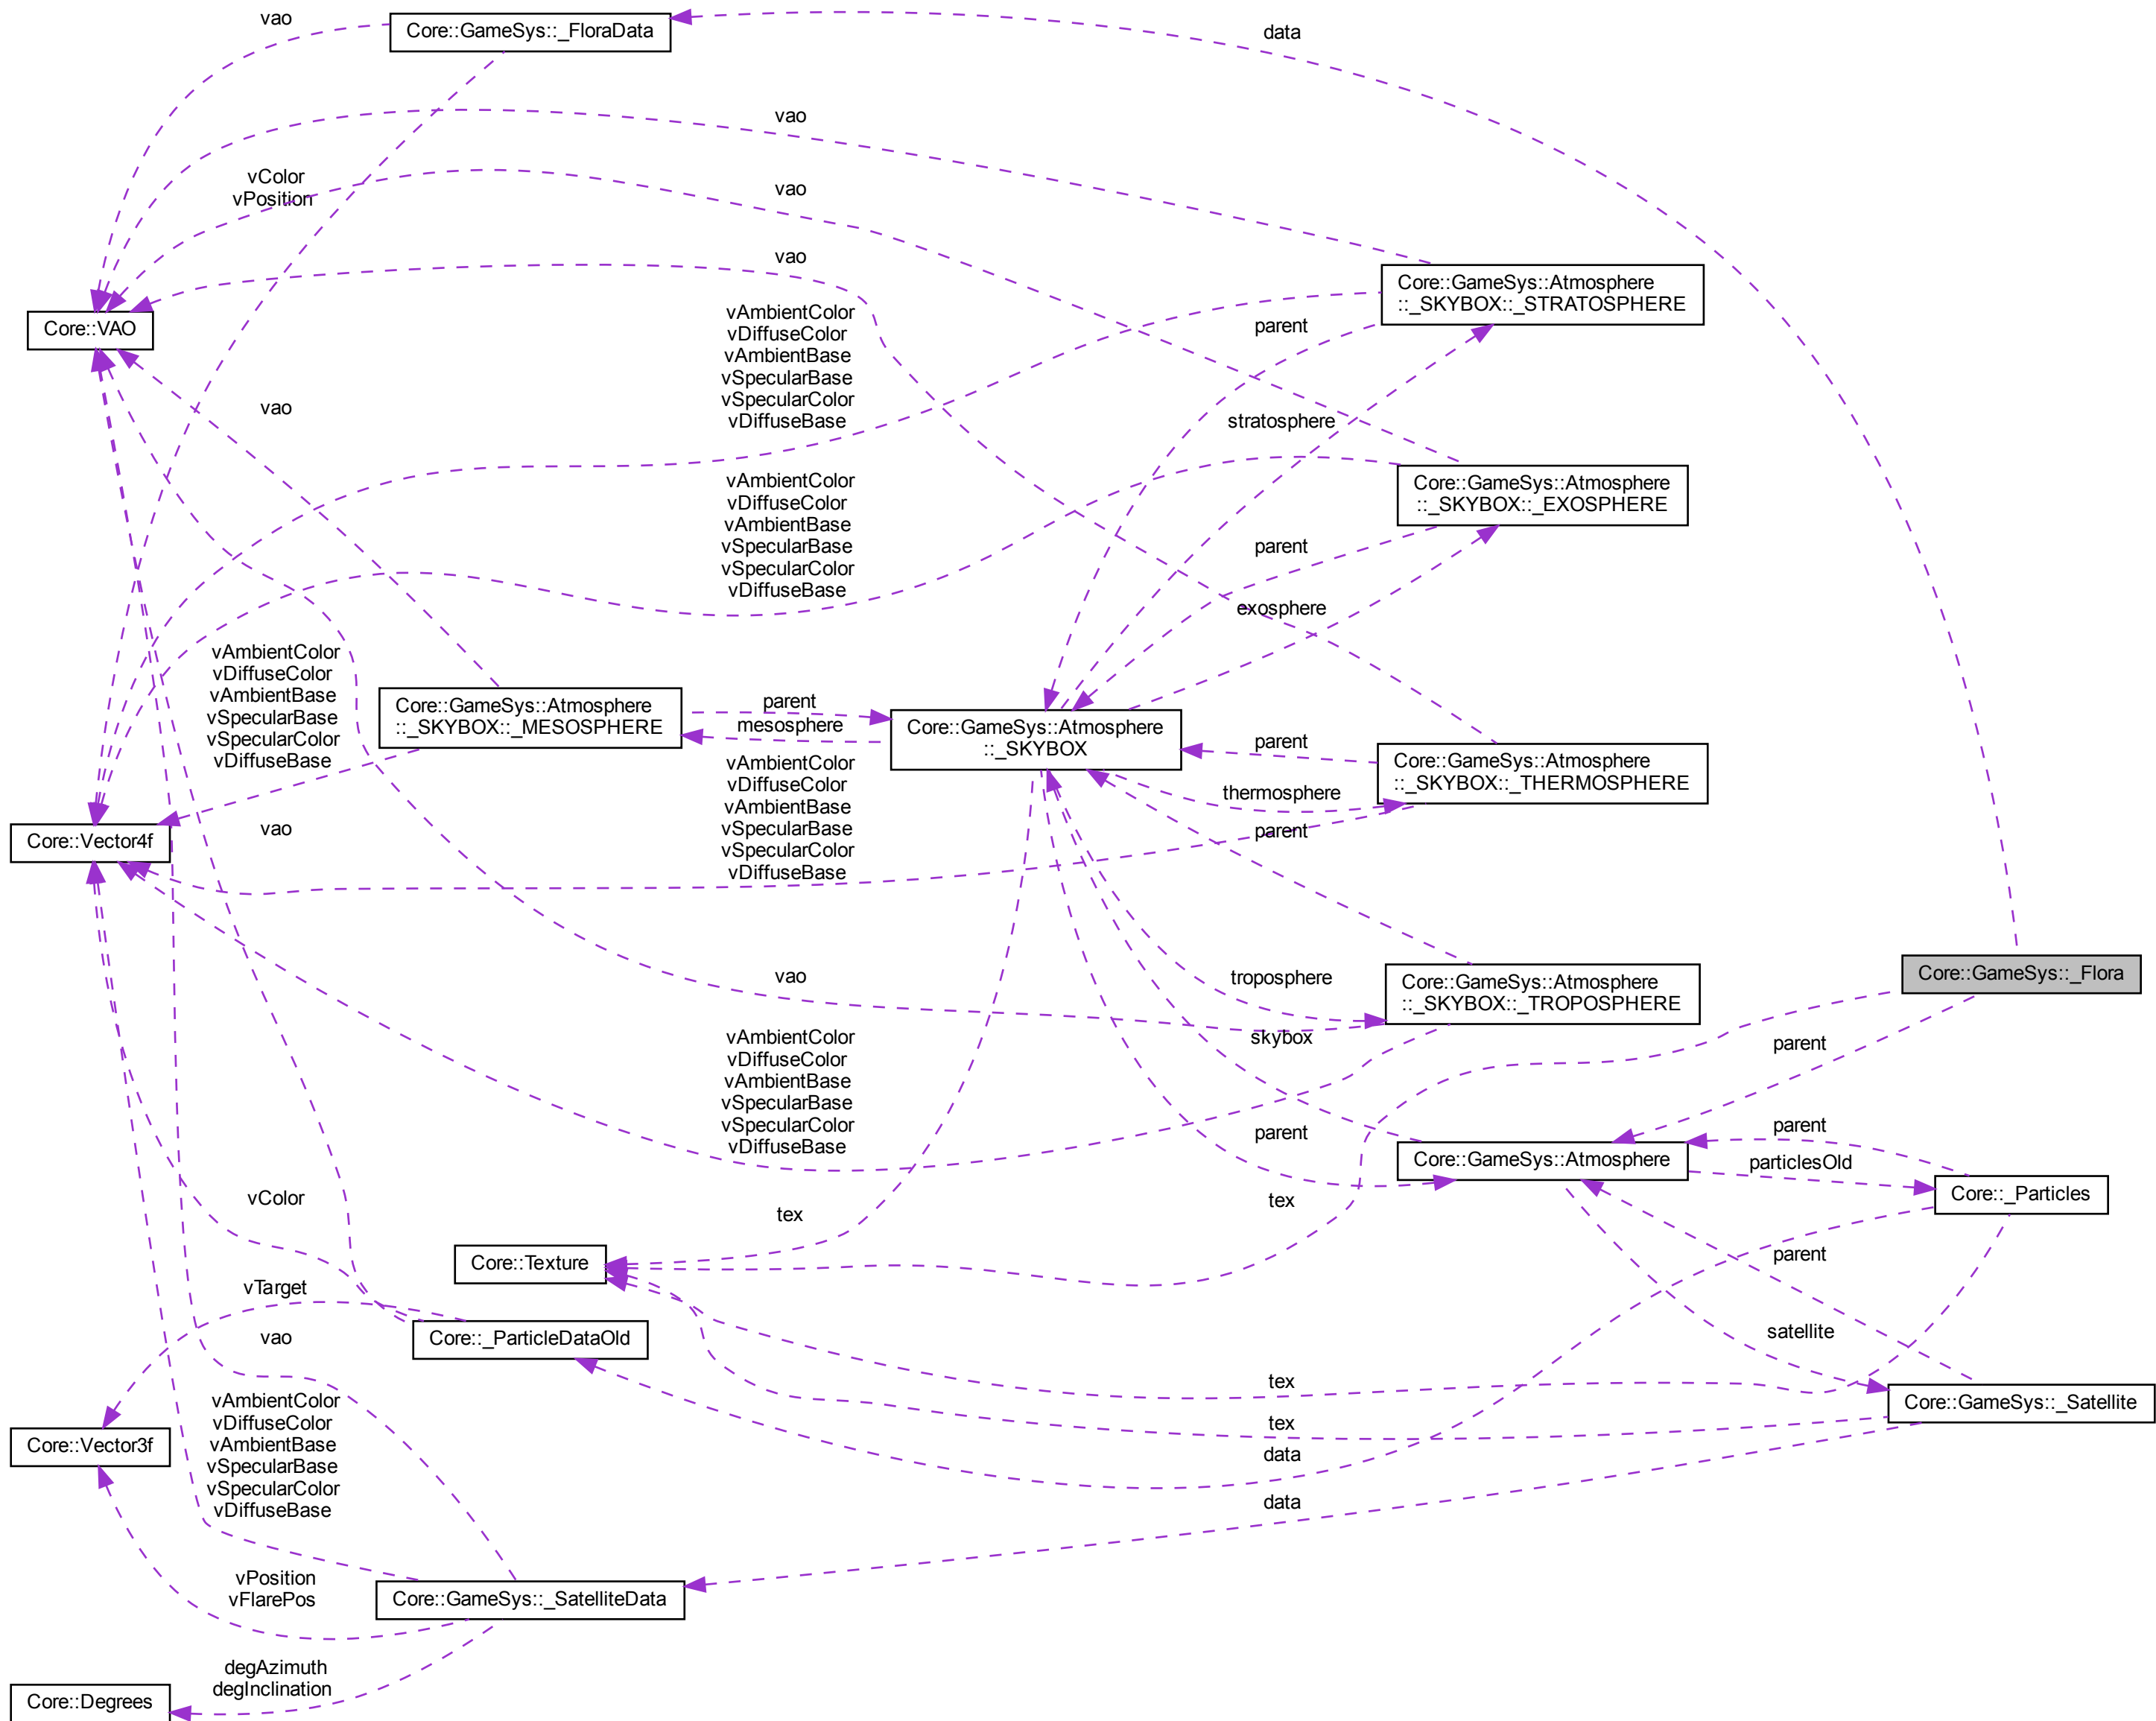 vao
Core::GameSys::_FloraData
data
vao
vColor
vPosition
vao
vao
Core::GameSys::Atmosphere
::_SKYBOX::_STRATOSPHERE
Core::VAO
vAmbientColor
vDiffuseColor
vAmbientBase
vSpecularBase
vSpecularColor
vDiffuseBase
parent
vao
stratosphere
Core::GameSys::Atmosphere
::_SKYBOX::_EXOSPHERE
vAmbientColor
vDiffuseColor
vAmbientBase
vSpecularBase
vSpecularColor
vDiffuseBase
parent
exosphere
vAmbientColor
vDiffuseColor
vAmbientBase
vSpecularBase
vSpecularColor
vDiffuseBase
Core::GameSys::Atmosphere
::_SKYBOX::_MESOSPHERE
parent
mesosphere
Core::GameSys::Atmosphere
::_SKYBOX
parent
Core::GameSys::Atmosphere
::_SKYBOX::_THERMOSPHERE
thermosphere
vAmbientColor
vDiffuseColor
vAmbientBase
vSpecularBase
vSpecularColor
vDiffuseBase
parent
Core::Vector4f
vao
vao
troposphere
Core::GameSys::Atmosphere
::_SKYBOX::_TROPOSPHERE
Core::GameSys::_Flora
skybox
parent
vAmbientColor
vDiffuseColor
vAmbientBase
vSpecularBase
vSpecularColor
vDiffuseBase
parent
Core::GameSys::Atmosphere
parent
particlesOld
Core::_Particles
vColor
tex
tex
parent
Core::Texture
vTarget
vao
Core::_ParticleDataOld
satellite
tex
Core::GameSys::_Satellite
tex
data
Core::Vector3f
vAmbientColor
vDiffuseColor
vAmbientBase
vSpecularBase
vSpecularColor
vDiffuseBase
data
vPosition
vFlarePos
Core::GameSys::_SatelliteData
degAzimuth
degInclination
Core::Degrees